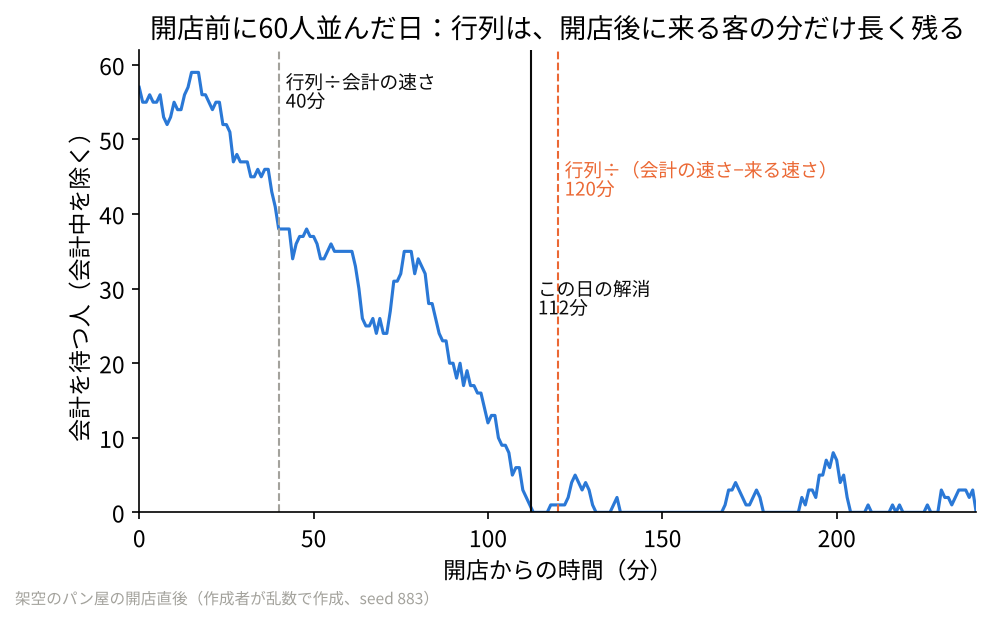 開店前に60人並んだ日：行列は、開店後に来る客の分だけ長く残る
会計を待つ人（会計中を除く）
60
50
40
30
20
10
0
行列÷会計の速さ
40分
行列÷（会計の速さ−来る速さ）
120分
この日の解消
112分
0
50
100
150
200
開店からの時間（分）
架空のパン屋の開店直後（作成者が乱数で作成、seed 883）